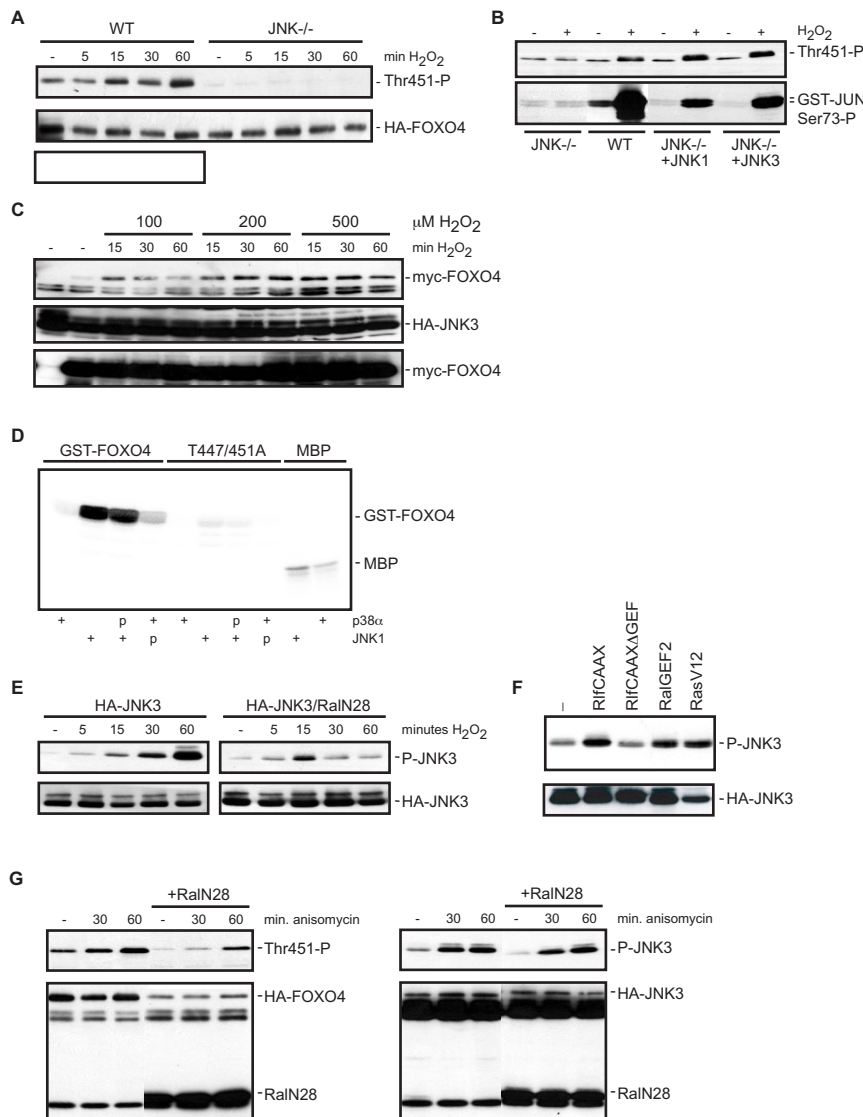 A
WT JNK-/-
- 5 15 30 60 - 5 15 30 60 min H2O2
Thr451-P
HA-FOXO4
B
- + - + - + - + H2O2
Thr451-P
GST-JUN
Ser73-P
JNK-/- WT JNK-/- JNK-/-
+JNK1 +JNK3
C
100 200 500 µM H2O2
- - 15 30 60 15 30 60 15 30 60 min H2O2
myc-FOXO4
HA-JNK3
myc-FOXO4
D
GST-FOXO4 T447/451A MBP
GST-FOXO4
MBP
+ p + + p + + p38α
+ + p + + p + JNK1
E
HA-JNK3 HA-JNK3/RalN28
- 5 15 30 60 - 5 15 30 60 minutes H2O2
P-JNK3
HA-JNK3
F
- RlfCAAX RlfCAAXΔGEF RalGEF2 RasV12
P-JNK3
HA-JNK3
G
+RalN28
- 30 60 - 30 60 min. anisomycin
Thr451-P
HA-FOXO4
RalN28
+RalN28
- 30 60 - 30 60 min. anisomycin
P-JNK3
HA-JNK3
RalN28